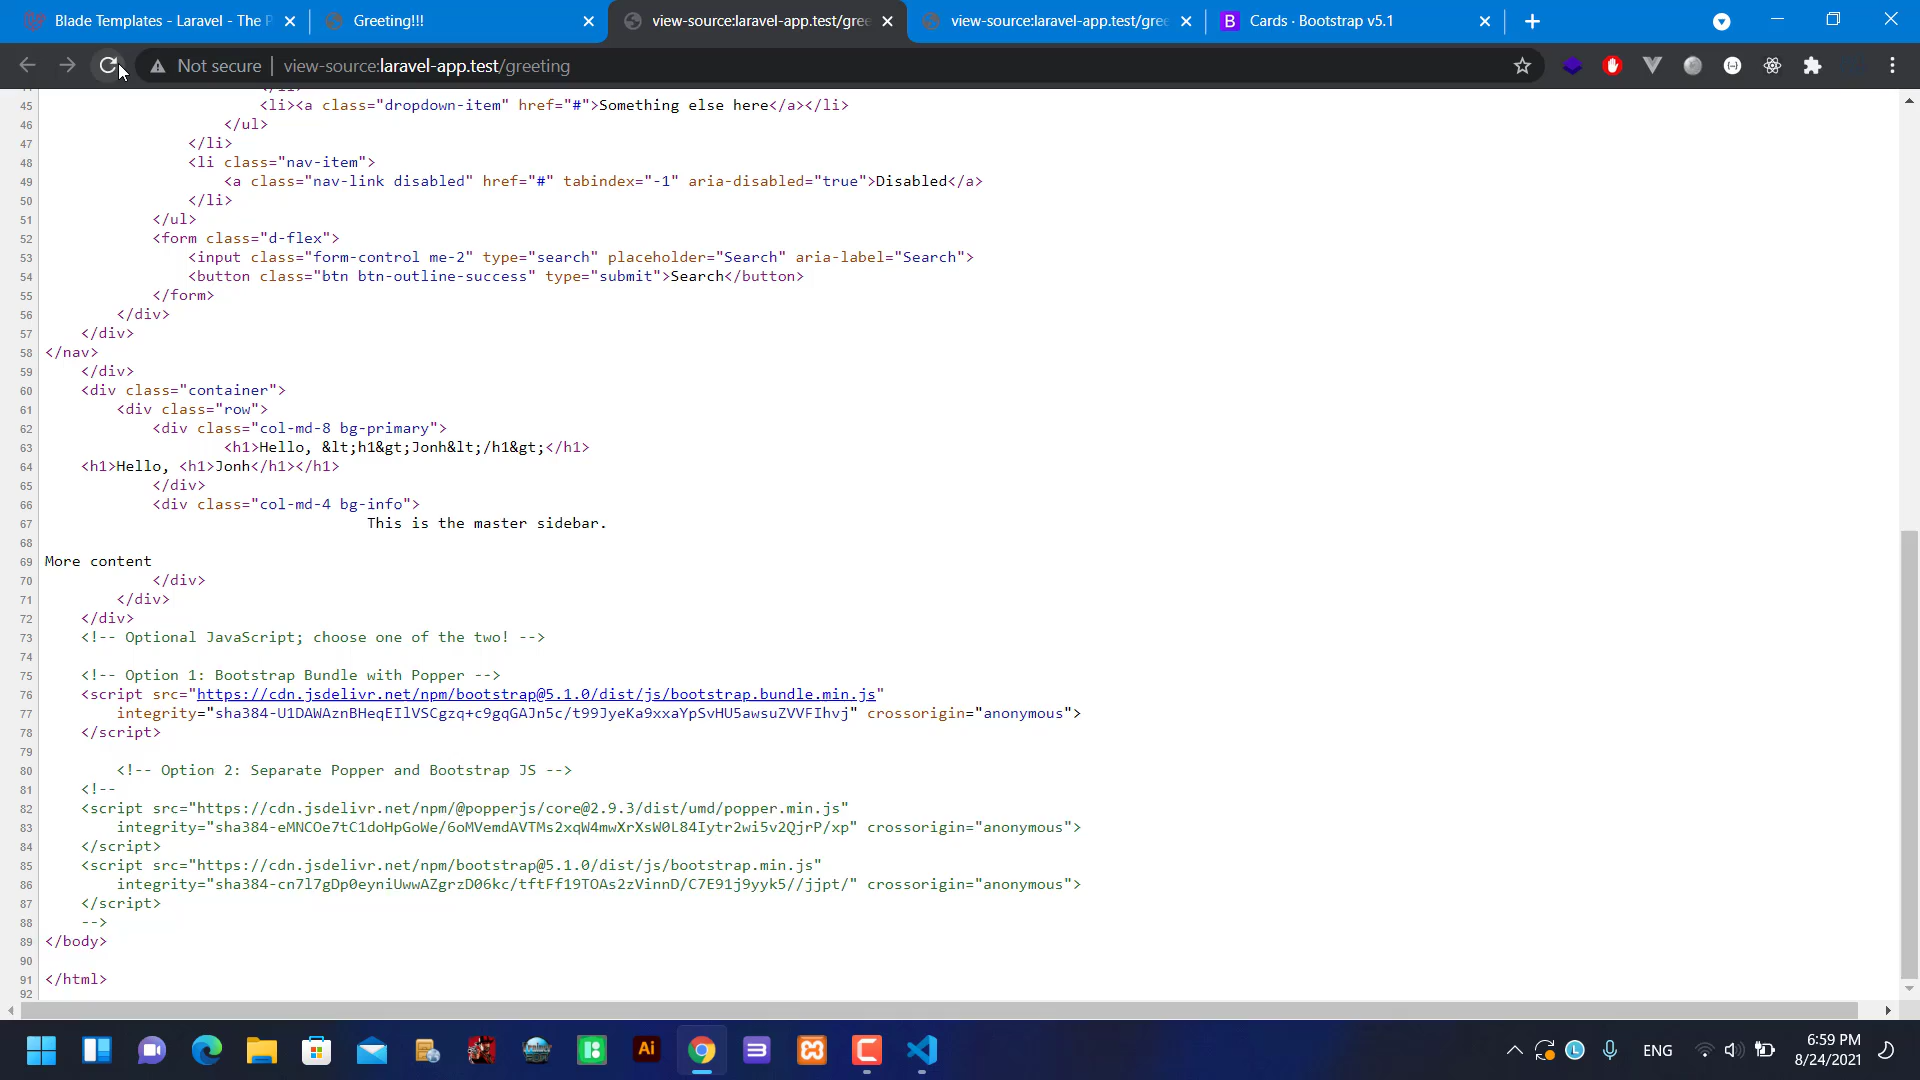 Blade Templates - Laravel - The P
Greeting!!!
view-source:laravel-app.test/gree
view-source:laravel-app.test/gree
Cards · Bootstrap v5.1
Not secure | view-source:laravel-app.test/greeting
45 <li><a class="dropdown-item" href="#">Something else here</a></li>
46 </ul>
47 </li>
48 <li class="nav-item">
49 <a class="nav-link disabled" href="#" tabindex="-1" aria-disabled="true">Disabled</a>
50 </li>
51 </ul>
52 <form class="d-flex">
53 <input class="form-control me-2" type="search" placeholder="Search" aria-label="Search">
54 <button class="btn btn-outline-success" type="submit">Search</button>
55 </form>
56 </div>
57 </div>
58 </nav>
59 </div>
60 <div class="container">
61 <div class="row">
62 <div class="col-md-8 bg-primary">
63 <h1>Hello, &lt;h1&gt;Jonh&lt;/h1&gt;</h1>
64 <h1>Hello, <h1>Jonh</h1></h1>
65 </div>
66 <div class="col-md-4 bg-info">
67 This is the master sidebar.
68
69 More content
70 </div>
71 </div>
72 </div>
73 <!-- Optional JavaScript; choose one of the two! -->
74
75 <!-- Option 1: Bootstrap Bundle with Popper -->
76 <script src="https://cdn.jsdelivr.net/npm/bootstrap@5.1.0/dist/js/bootstrap.bundle.min.js"
77 integrity="sha384-U1DAWAznBHeqEIlVSCgzq+c9gqGAJn5c/t99JyeKa9xxaYpSvHU5awsuZVVFIhvj" crossorigin="anonymous">
78 </script>
79
80 <!-- Option 2: Separate Popper and Bootstrap JS -->
81 <!--
82 <script src="https://cdn.jsdelivr.net/npm/@popperjs/core@2.9.3/dist/umd/popper.min.js"
83 integrity="sha384-eMNCOe7tC1doHpGoWe/6oMVemdAVTMs2xqW4mwXrXsW0L84Iytr2wi5v2QjrP/xp" crossorigin="anonymous">
84 </script>
85 <script src="https://cdn.jsdelivr.net/npm/bootstrap@5.1.0/dist/js/bootstrap.min.js"
86 integrity="sha384-cn7l7gDp0eyniUwwAZgrzD06kc/tftFf19TOAs2zVinnD/C7E91j9yyk5//jjpt/" crossorigin="anonymous">
87 </script>
88 -->
89 </body>
90
91 </html>
92
ENG
6:59 PM
8/24/2021